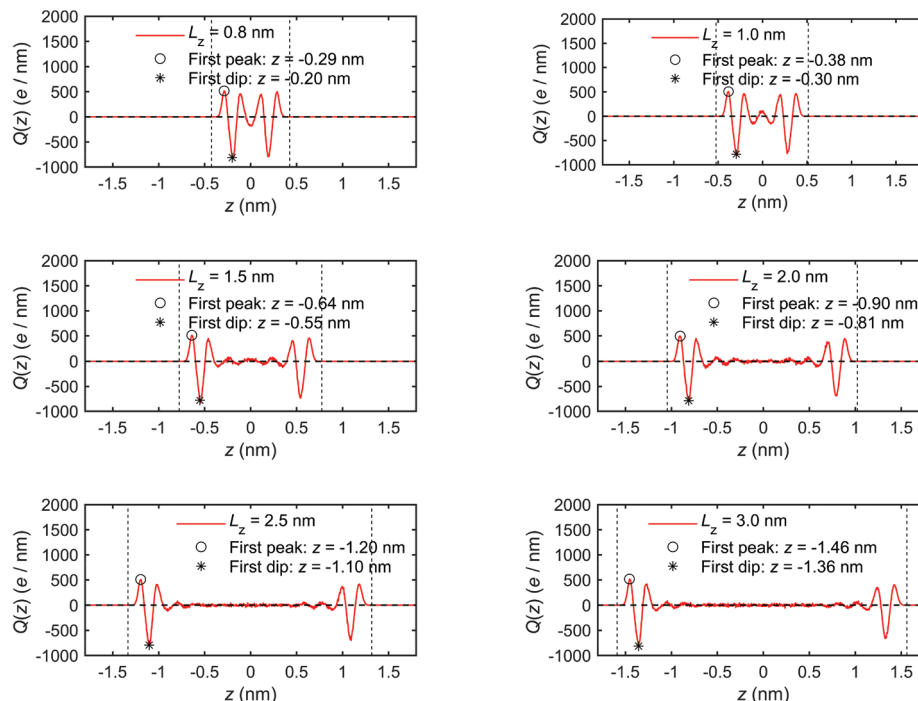 2000
1500
1000
500
0
-500
-1000
Q(z) (e / nm)
L_z = 0.8 nm
First peak: z = -0.29 nm
First dip: z = -0.20 nm
-1.5 -1 -0.5 0 0.5 1 1.5
z (nm)
2000
1500
1000
500
0
-500
-1000
Q(z) (e / nm)
L_z = 1.0 nm
First peak: z = -0.38 nm
First dip: z = -0.30 nm
-1.5 -1 -0.5 0 0.5 1 1.5
z (nm)
2000
1500
1000
500
0
-500
-1000
Q(z) (e / nm)
L_z = 1.5 nm
First peak: z = -0.64 nm
First dip: z = -0.55 nm
-1.5 -1 -0.5 0 0.5 1 1.5
z (nm)
2000
1500
1000
500
0
-500
-1000
Q(z) (e / nm)
L_z = 2.0 nm
First peak: z = -0.90 nm
First dip: z = -0.81 nm
-1.5 -1 -0.5 0 0.5 1 1.5
z (nm)
2000
1500
1000
500
0
-500
-1000
Q(z) (e / nm)
L_z = 2.5 nm
First peak: z = -1.20 nm
First dip: z = -1.10 nm
-1.5 -1 -0.5 0 0.5 1 1.5
z (nm)
2000
1500
1000
500
0
-500
-1000
Q(z) (e / nm)
L_z = 3.0 nm
First peak: z = -1.46 nm
First dip: z = -1.36 nm
-1.5 -1 -0.5 0 0.5 1 1.5
z (nm)